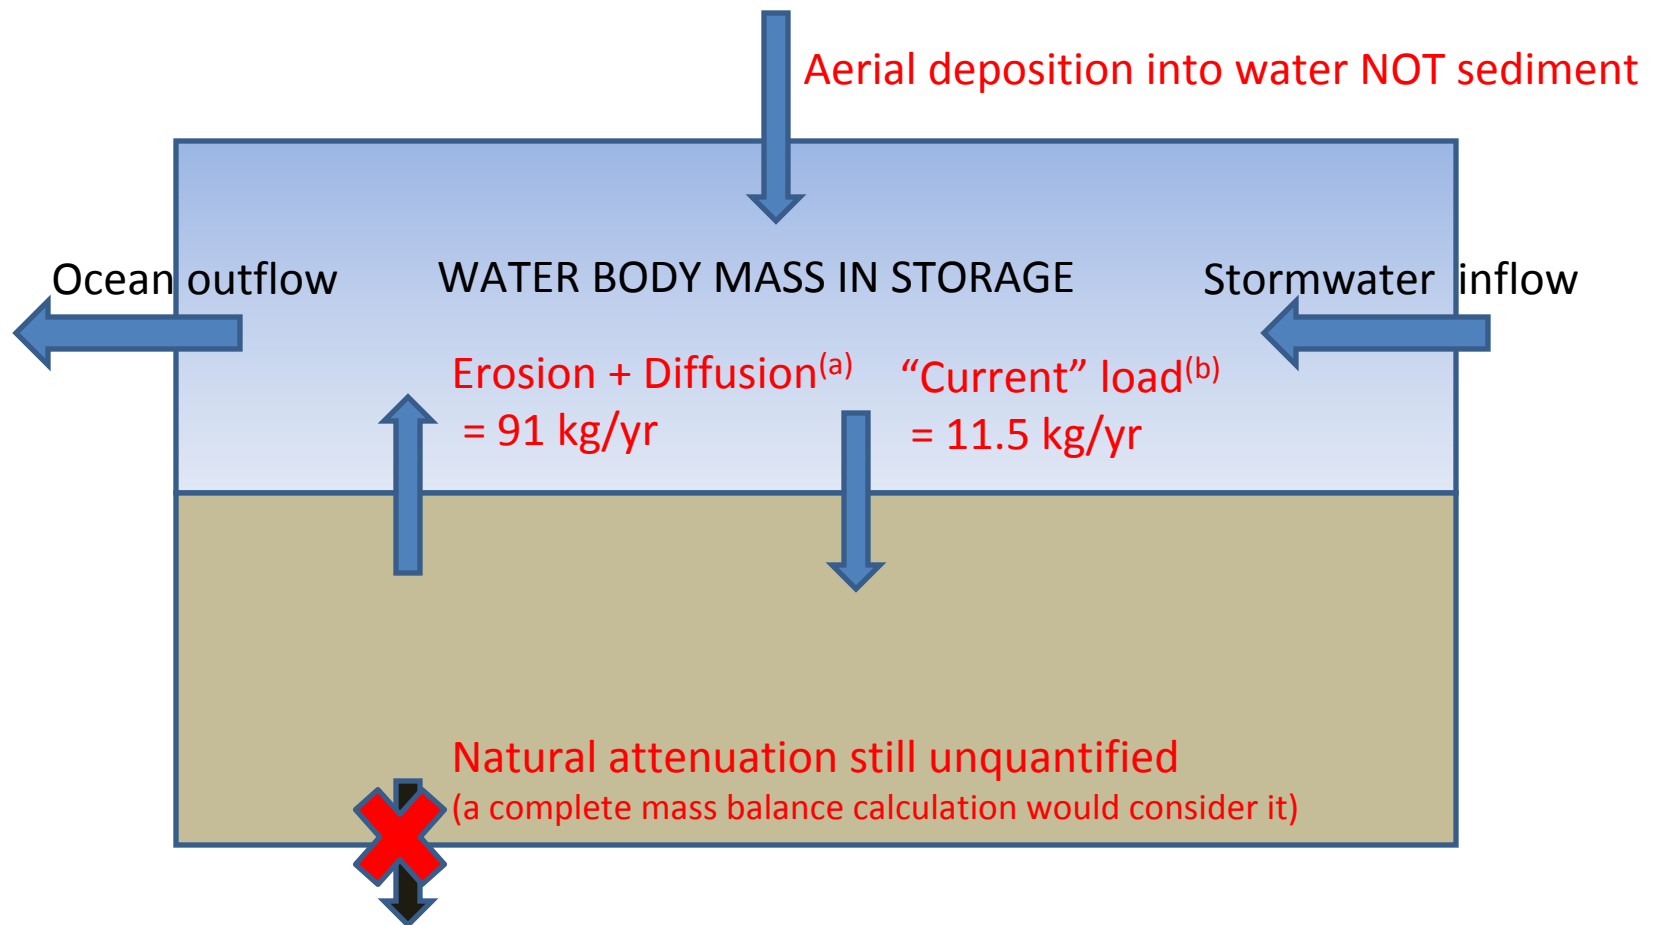 Aerial deposition into water NOT sediment
Ocean outflow
WATER BODY MASS IN STORAGE
Stormwater inflow
Erosion + Diffusion(a)
= 91 kg/yr
“Current” load(b)
= 11.5 kg/yr
Natural attenuation still unquantified
(a complete mass balance calculation would consider it)